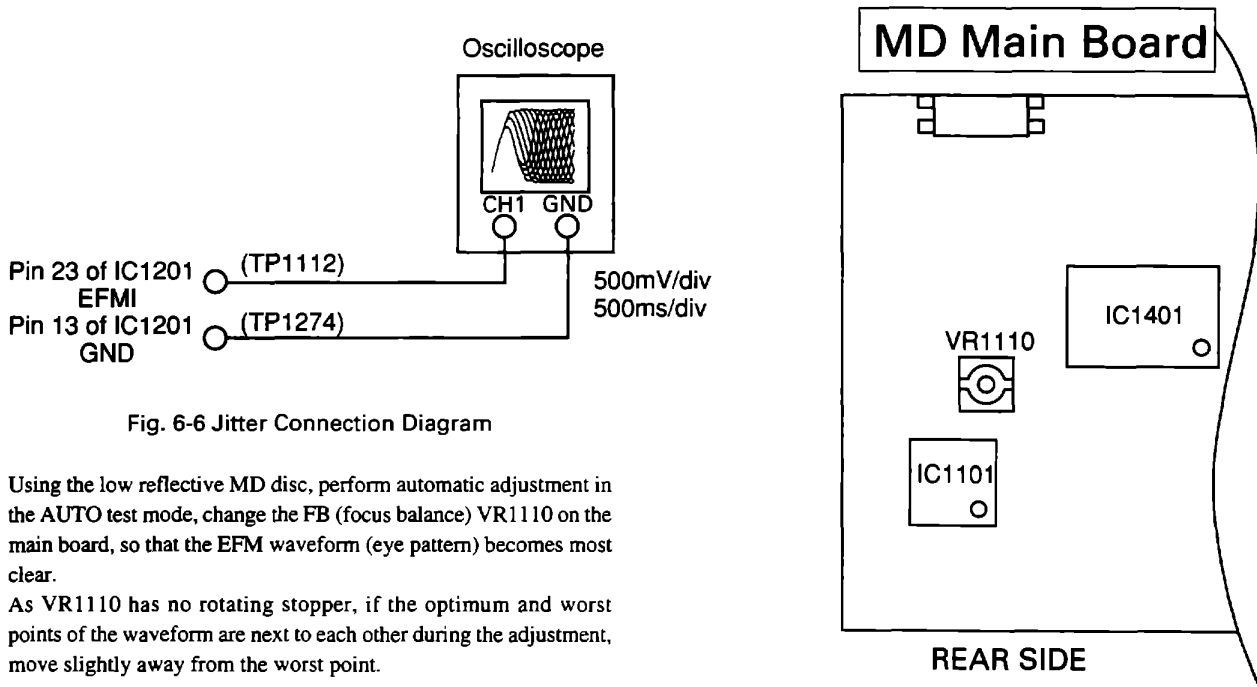 Oscilloscope
CH1 GND
Pin 23 of IC1201
EFMI
(TP1112)
Pin 13 of IC1201
GND
(TP1274)
500mV/div
500ms/div
Fig. 6-6 Jitter Connection Diagram
Using the low reflective MD disc, perform automatic adjustment in
the AUTO test mode, change the FB (focus balance) VR1110 on the
main board, so that the EFM waveform (eye pattern) becomes most
clear.
As VR1110 has no rotating stopper, if the optimum and worst
points of the waveform are next to each other during the adjustment,
move slightly away from the worst point.
MD Main Board
IC1401
VR1110
IC1101
REAR SIDE